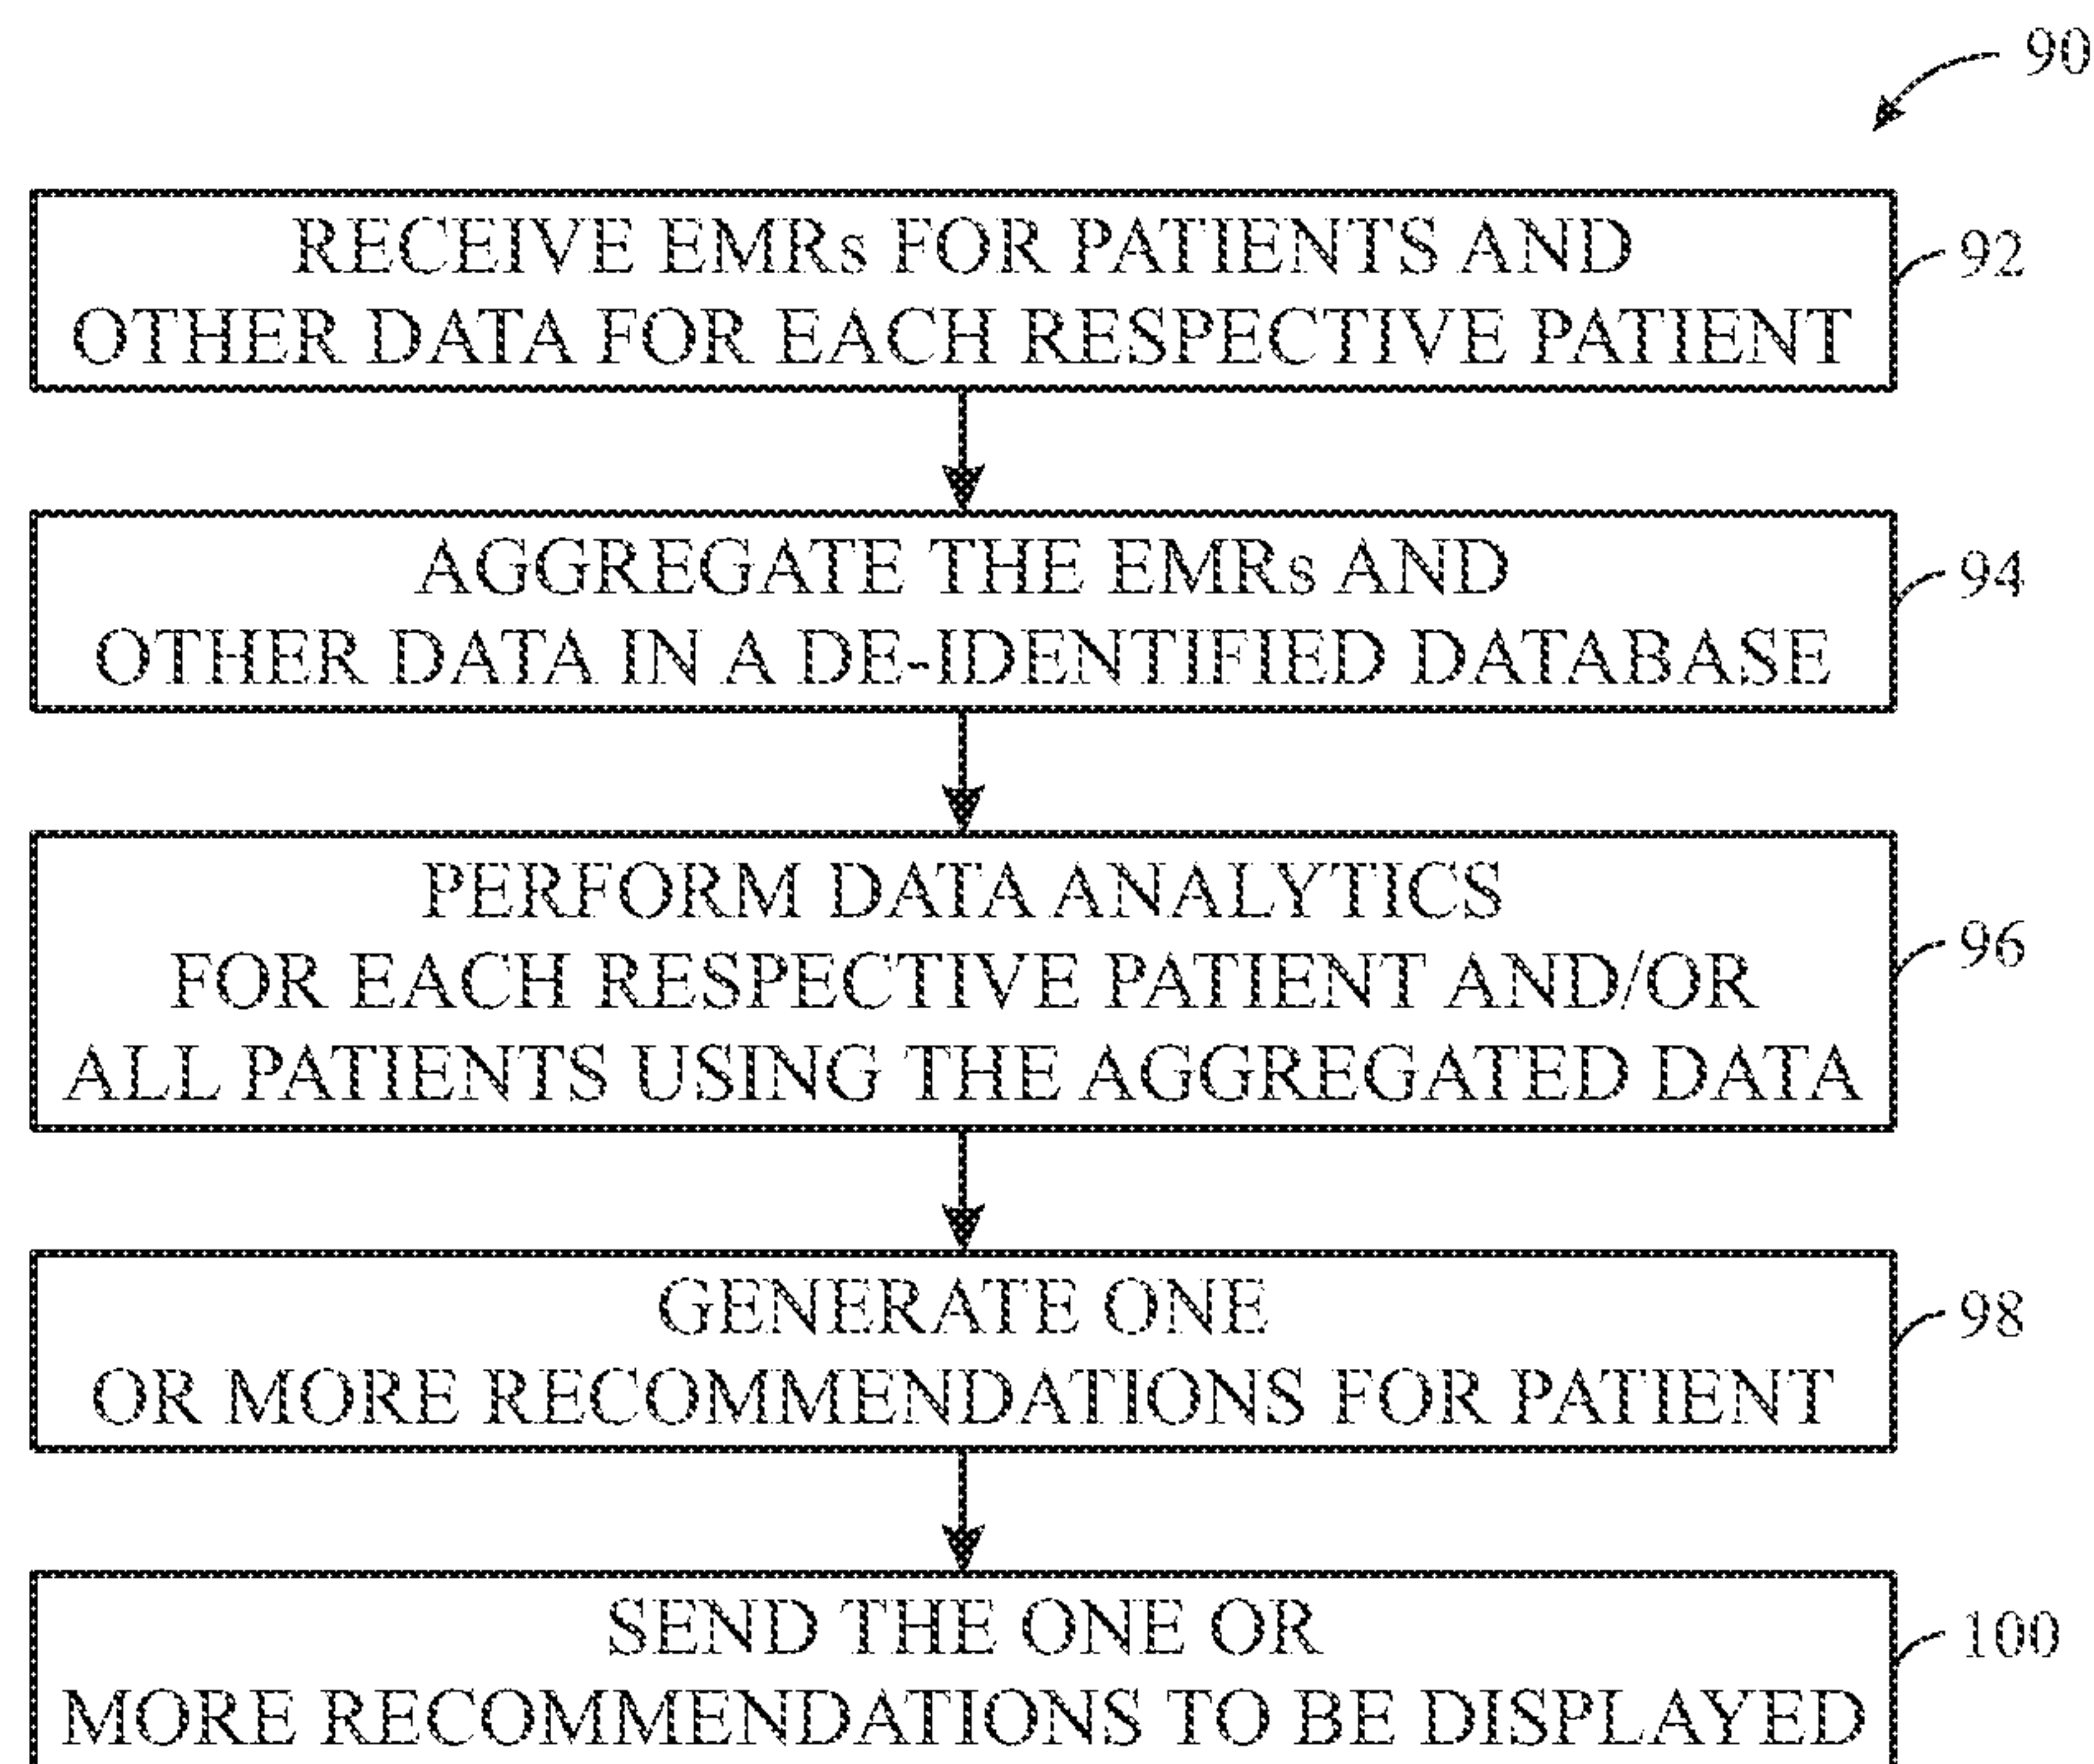 90
RECEIVE EMRs FOR PATIENTS AND
OTHER DATA FOR EACH RESPECTIVE PATIENT
92
AGGREGATE THE EMRs AND
OTHER DATA IN A DE-IDENTIFIED DATABASE
94
PERFORM DATA ANALYTICS
FOR EACH RESPECTIVE PATIENT AND/OR
ALL PATIENTS USING THE AGGREGATED DATA
96
GENERATE ONE
OR MORE RECOMMENDATIONS FOR PATIENT
98
SEND THE ONE OR
MORE RECOMMENDATIONS TO BE DISPLAYED
100